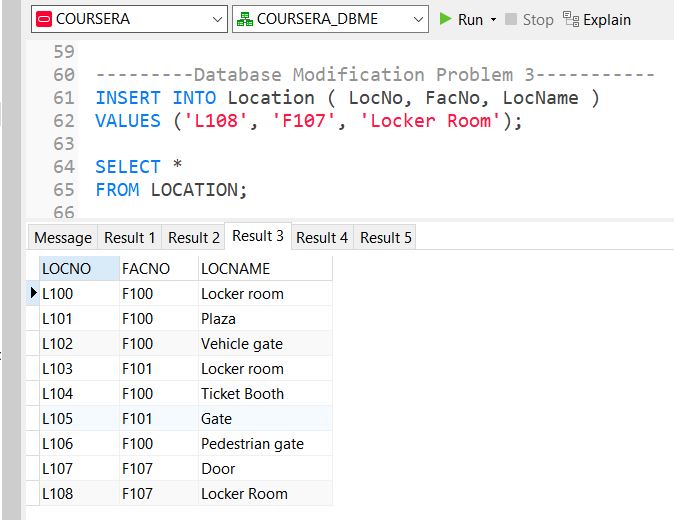 COURSERA COURSERA_DBME Run Stop Explain
59
60 ---------Database Modification Problem 3-----------
61 INSERT INTO Location ( LocNo, FacNo, LocName )
62 VALUES ('L108', 'F107', 'Locker Room');
63
64 SELECT *
65 FROM LOCATION;
66
Message Result 1 Result 2 Result 3 Result 4 Result 5
LOCNO FACNO LOCNAME
L100 F100 Locker room
L101 F100 Plaza
L102 F100 Vehicle gate
L103 F101 Locker room
L104 F100 Ticket Booth
L105 F101 Gate
L106 F100 Pedestrian gate
L107 F107 Door
L108 F107 Locker Room